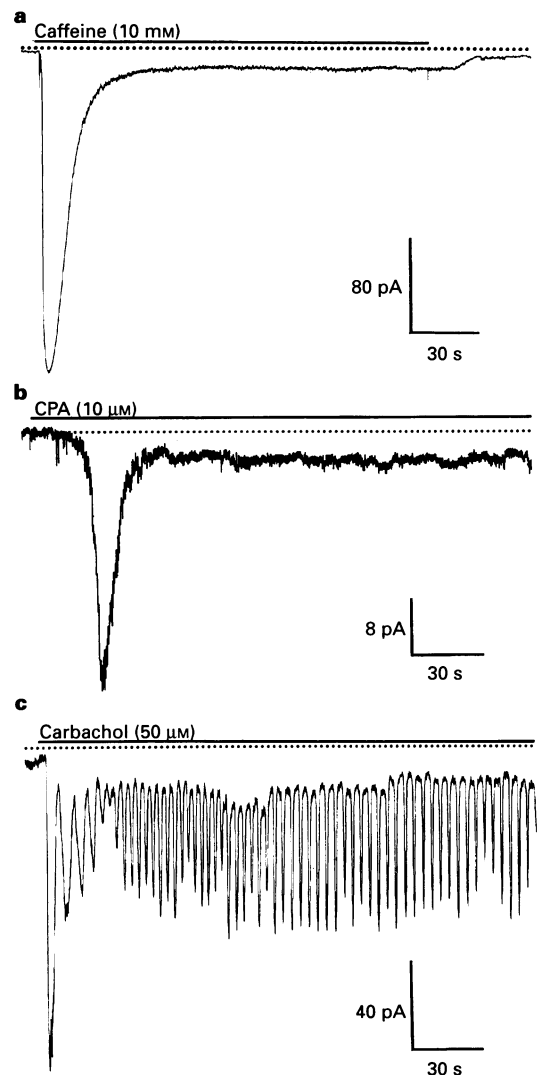 a
Caffeine (10 mM)
80 pA
30 s
b
CPA (10 μM)
8 pA
30 s
c
Carbachol (50 μM)
40 pA
30 s